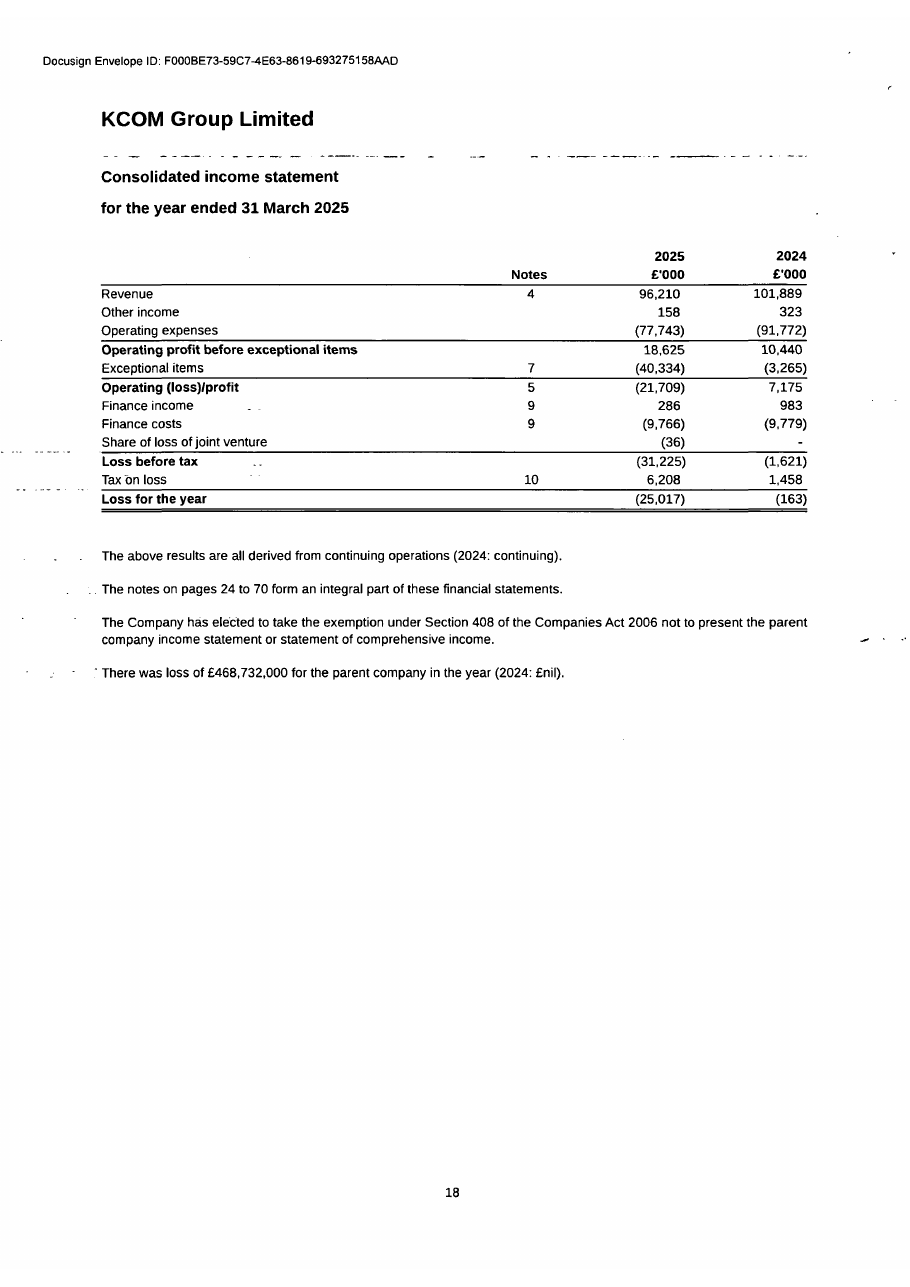 Docusign Envelope ID: F000BE73-59C7-4E63-8619-693275158AAD
KCOM Group Limited
Consolidated income statement
for the year ended 31 March 2025
2025 2024
Notes £'000 £'000
Revenue 4 96,210 101,889
Other income 158 323
Operating expenses (77,743) (91,772)
Operating profit before exceptional items 18,625 10,440
Exceptional items 7 (40,334) (3,265)
Operating (loss)/profit 5 (21,709) 7,175
Finance income 9 286 983
Finance costs 9 (9,766) (9,779)
Share of loss of joint venture (36) -
Loss before tax (31,225) (1,621)
Tax on loss 10 6,208 1,458
Loss for the year (25,017) (163)
The above results are all derived from continuing operations (2024: continuing).
The notes on pages 24 to 70 form an integral part of these financial statements.
The Company has elected to take the exemption under Section 408 of the Companies Act 2006 not to present the parent
company income statement or statement of comprehensive income.
There was loss of £468,732,000 for the parent company in the year (2024: £nil).
18